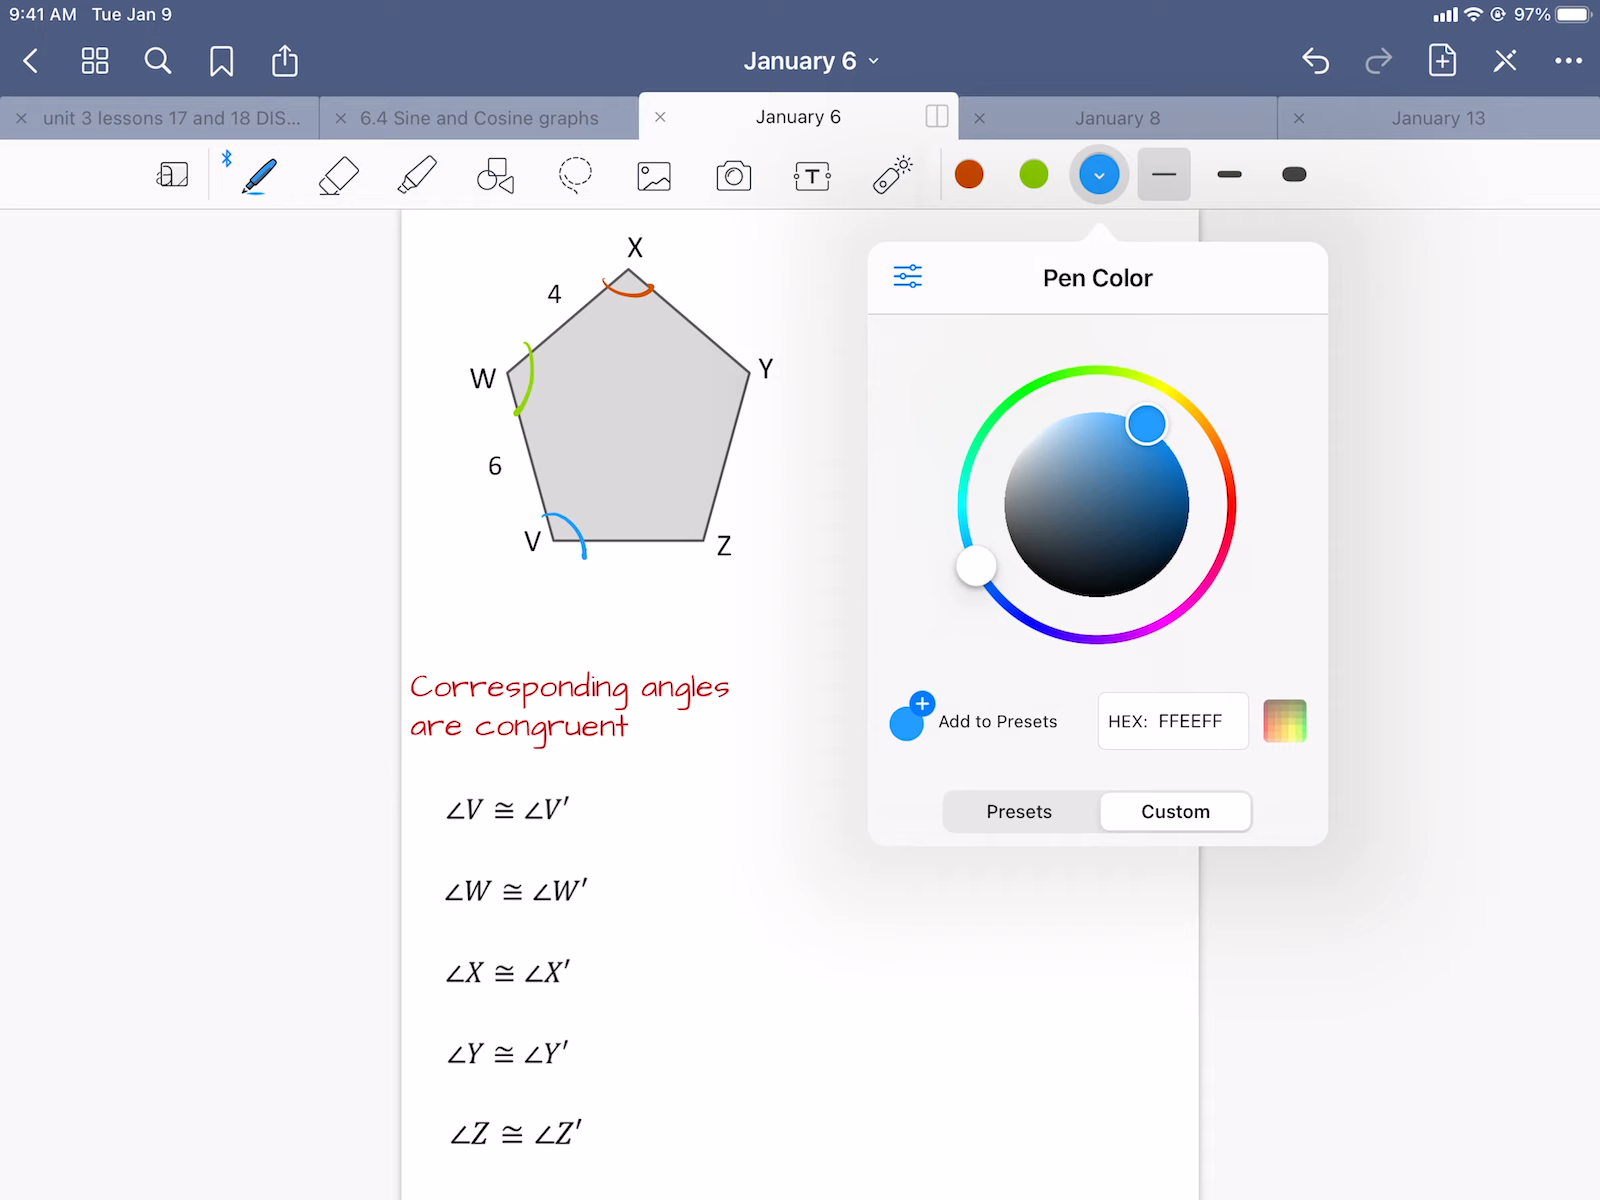 9:41 AM Tue Jan 9
97%
January 6
unit 3 lessons 17 and 18 DIS...
6.4 Sine and Cosine graphs
January 6
January 8
January 13
T
X
4
W
Y
6
V
Z
Pen Color
Add to Presets
HEX: FFEEFF
Presets
Custom
Corresponding angles
are congruent
∠V ≅ ∠V′
∠W ≅ ∠W′
∠X ≅ ∠X′
∠Y ≅ ∠Y′
∠Z ≅ ∠Z′